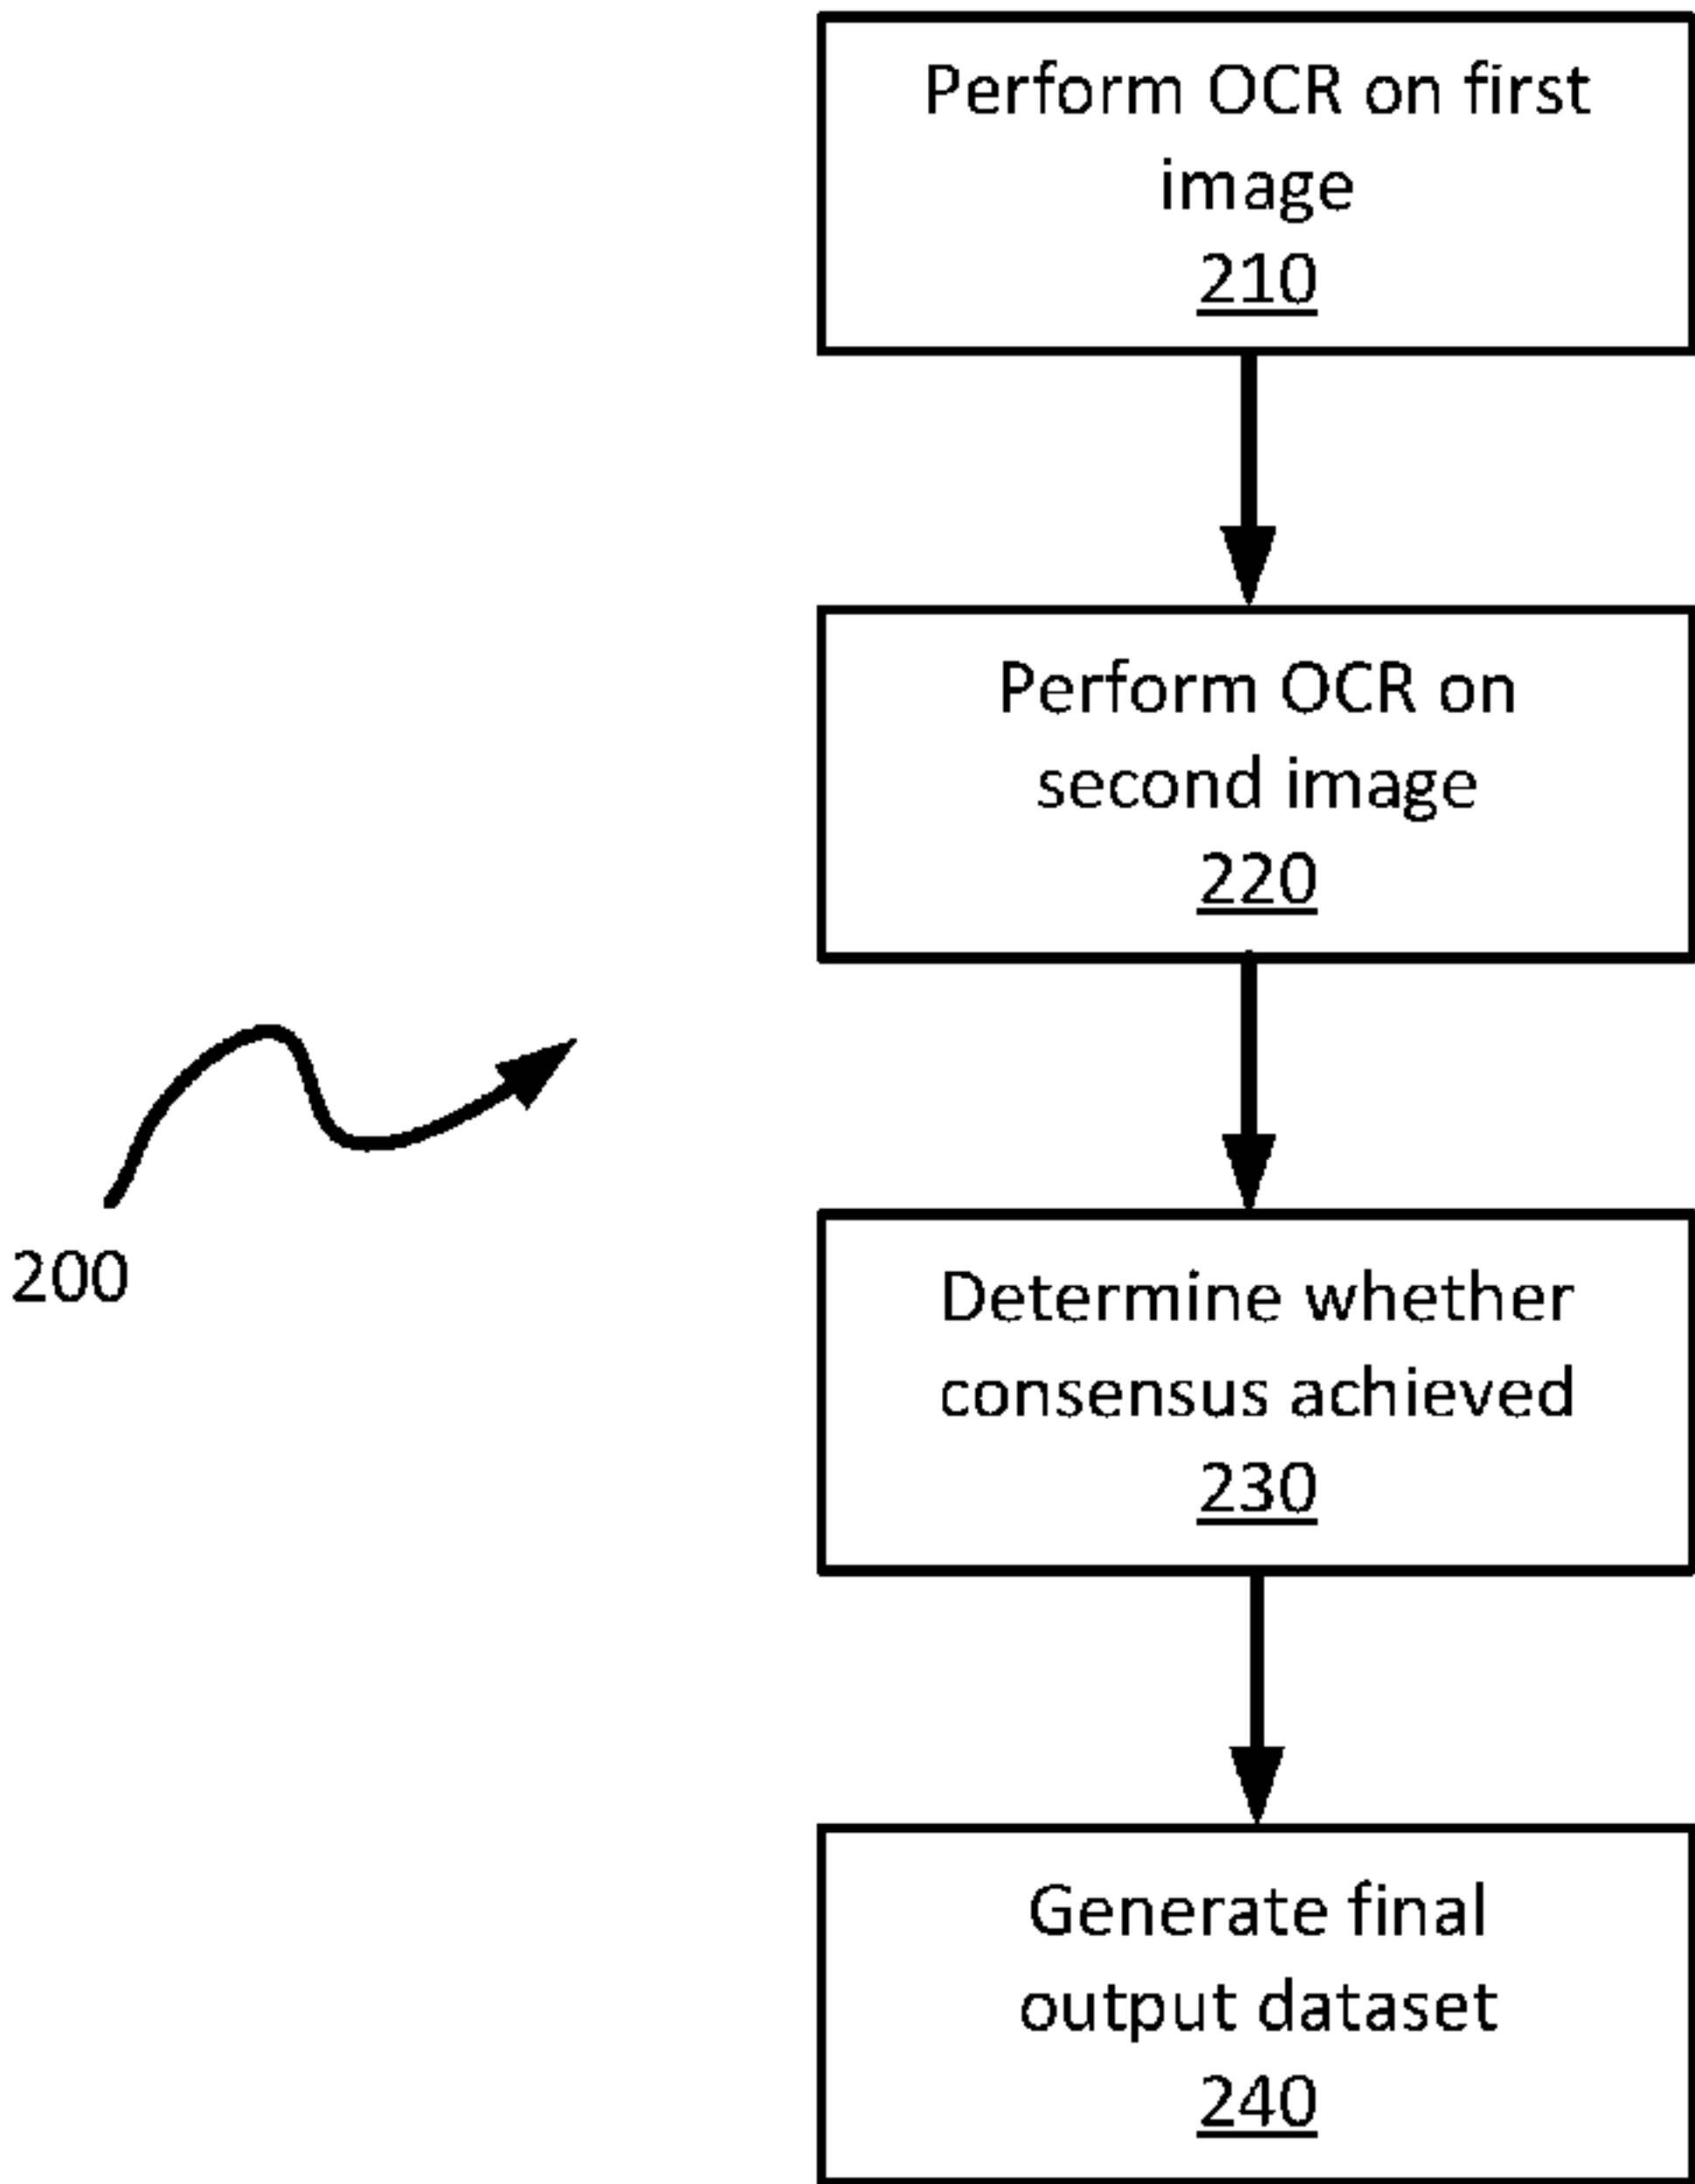 Perform OCR on first
image
210
Perform OCR on
second image
220
200
Determine whether
consensus achieved
230
Generate final
output dataset
240